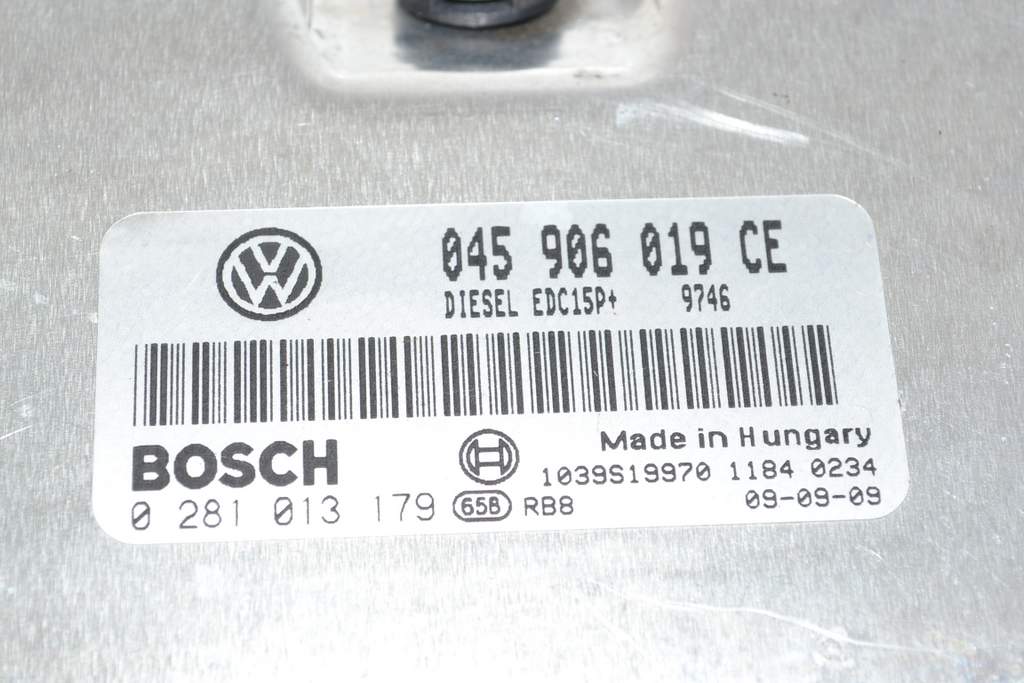 045 906 019 CE
DIESEL EDC15P+ 9746
BOSCH
Made in Hungary
1039S19970 1184 0234
0 281 013 179 65B RB8 09-09-09